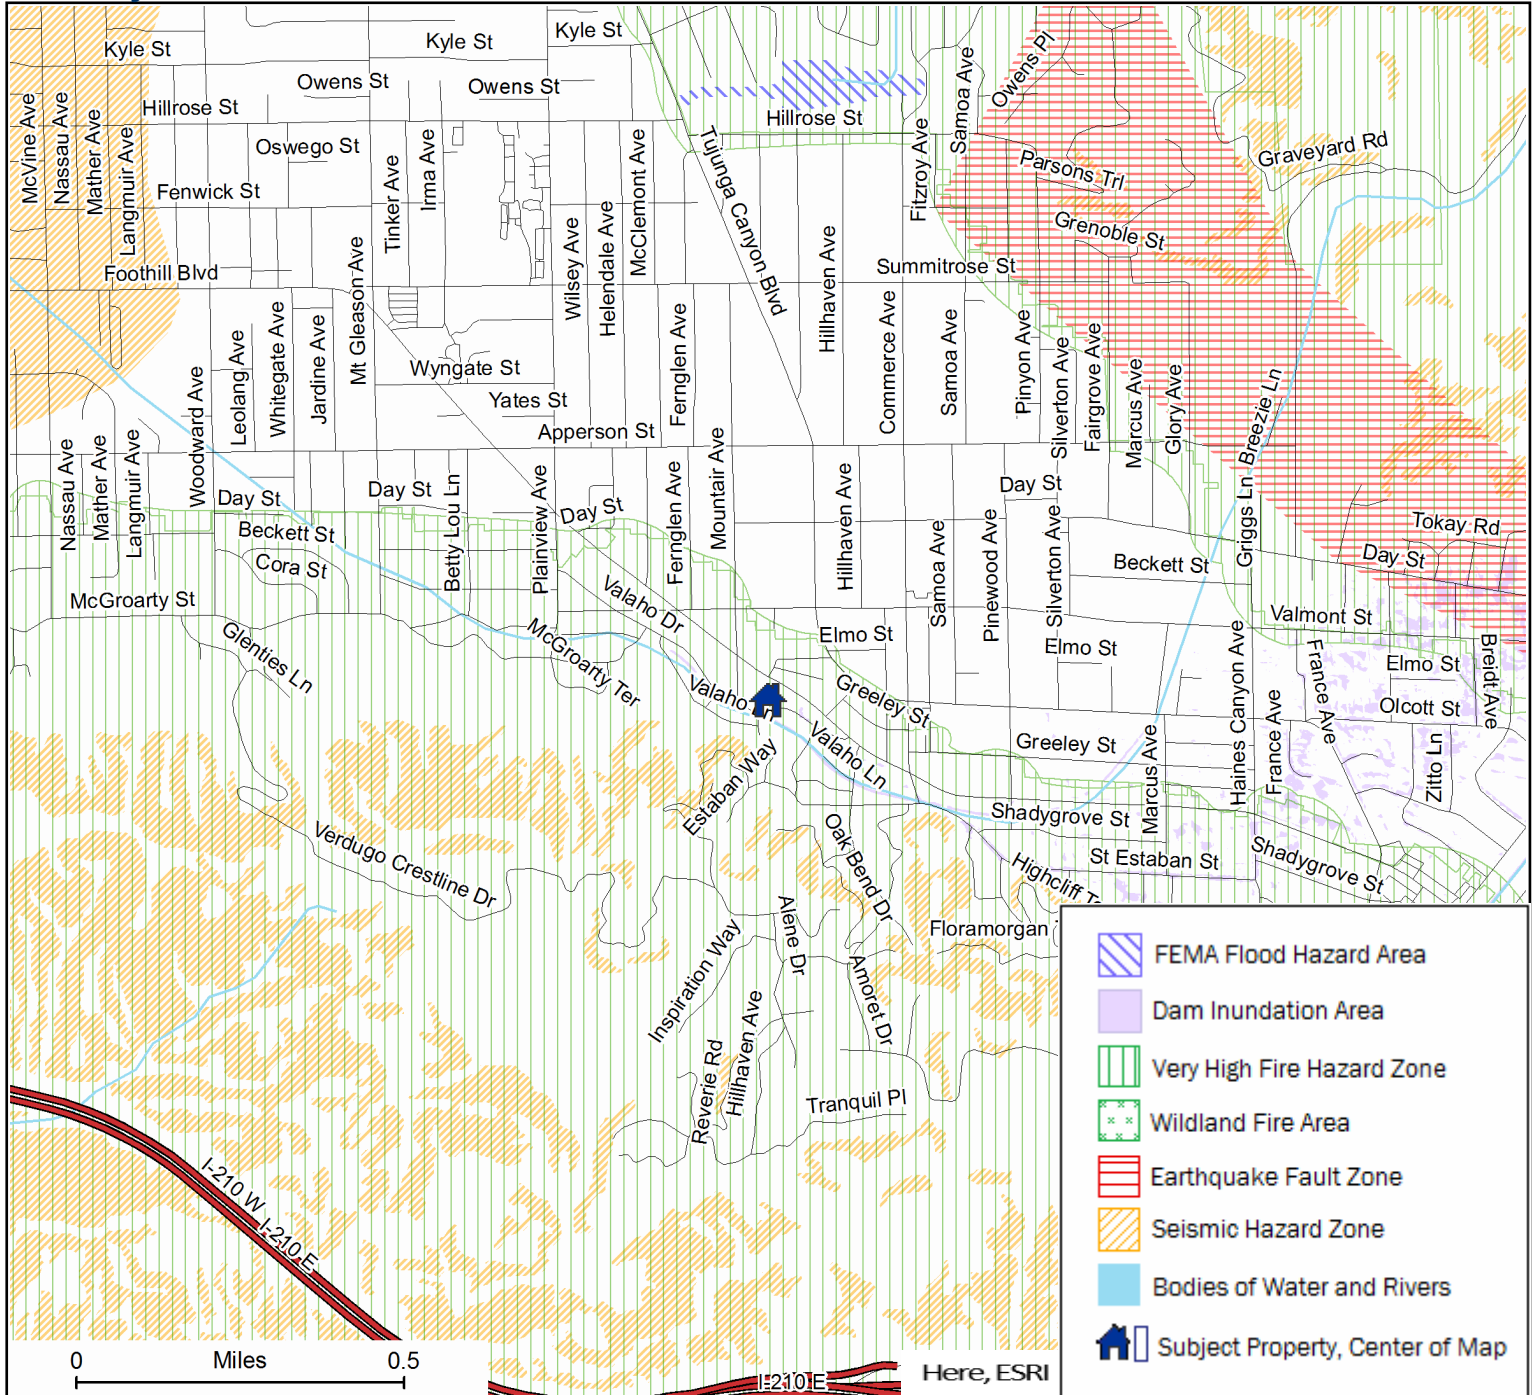 Kyle St
Kyle St
Kyle St
Owens St
Owens St
Owens Pl
Samoa Ave
McVine Ave
Nassau Ave
Mather Ave
Langmuir Ave
Hillrose St
Hillrose St
Oswego St
Fenwick St
Tinker Ave
Irma Ave
McClemont Ave
Tujunga Canyon Blvd
Fitzroy Ave
Parsons Trl
Graveyard Rd
Grenoble St
Foothill Blvd
Mt Gleason Ave
Wilsey Ave
Helendale Ave
Hillhaven Ave
Summitrose St
Woodward Ave
Leolang Ave
Whitegate Ave
Jardine Ave
Wyngate St
Yates St
Apperson St
Fernglen Ave
Commerce Ave
Samoa Ave
Pinyon Ave
Silverton Ave
Fairgrove Ave
Marcus Ave
Glory Ave
Breezie Ln
Nassau Ave
Mather Ave
Langmuir Ave
Day St
Day St
Day St
Day St
Day St
Beckett St
Cora St
Betty Lou Ln
Plainview Ave
Fernglen Ave
Mountain Ave
Hillhaven Ave
Samoa Ave
Pinewood Ave
Silverton Ave
Griggs Ln
Tokay Rd
Beckett St
McGroarty St
Valaho Dr
Elmo St
Elmo St
Elmo St
Valmont St
Breidt Ave
Glenties Ln
McGroarty Ter
Valaho Ln
Greeley St
Greeley St
Haines Canyon Ave
France Ave
France Ave
Olcott St
Zitto Ln
Estaban Way
Valaho Ln
Marcus Ave
Shadygrove St
Shadygrove St
St Estaban St
Verdugo Crestline Dr
Oak Bend Dr
Highcliff T
Alene Dr
Floramorgan
Inspiration Way
Amoret Dr
Reverie Rd
Hillhaven Ave
Tranquil Pl
I-210 W
I-210 E
I-210 E
0 Miles 0.5
Here, ESRI
FEMA Flood Hazard Area
Dam Inundation Area
Very High Fire Hazard Zone
Wildland Fire Area
Earthquake Fault Zone
Seismic Hazard Zone
Bodies of Water and Rivers
Subject Property, Center of Map